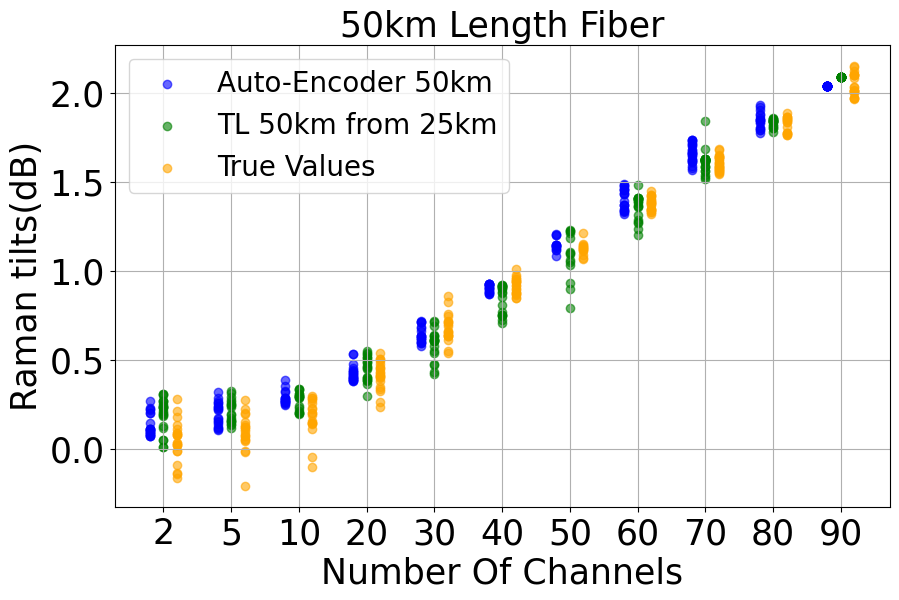 50km Length Fiber
Auto-Encoder 50km
TL 50km from 25km
True Values
Raman tilts(dB)
2.0
1.5
1.0
0.5
0.0
2 5 10 20 30 40 50 60 70 80 90
Number Of Channels